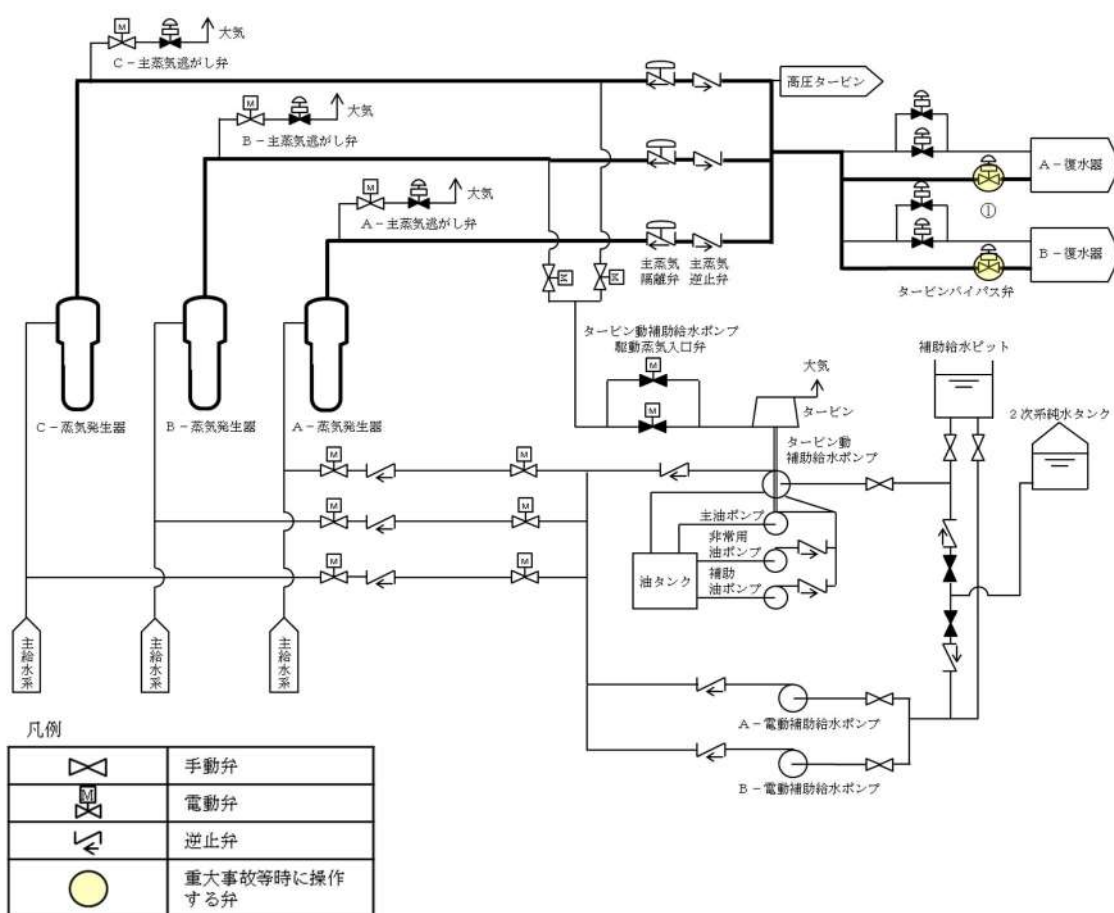 大気
C-主蒸気逃がし弁
大気
B-主蒸気逃がし弁
大気
A-主蒸気逃がし弁
高圧タービン
A-復水器
①
B-復水器
タービンバイパス弁
主蒸気
隔離弁
主蒸気
逆止弁
M
M
M
M
M
C-蒸気発生器
B-蒸気発生器
A-蒸気発生器
タービン動補助給水ポンプ
駆動蒸気入口弁
M
M
大気
タービン
補助給水ピット
2次系純水タンク
タービン動
補助給水ポンプ
M
M
M
M
M
M
主油ポンプ
非常用
油ポンプ
補助
油ポンプ
油タンク
主給水系
主給水系
主給水系
A-電動補助給水ポンプ
B-電動補助給水ポンプ
凡例
手動弁
M
電動弁
逆止弁
重大事故等時に操作
する弁